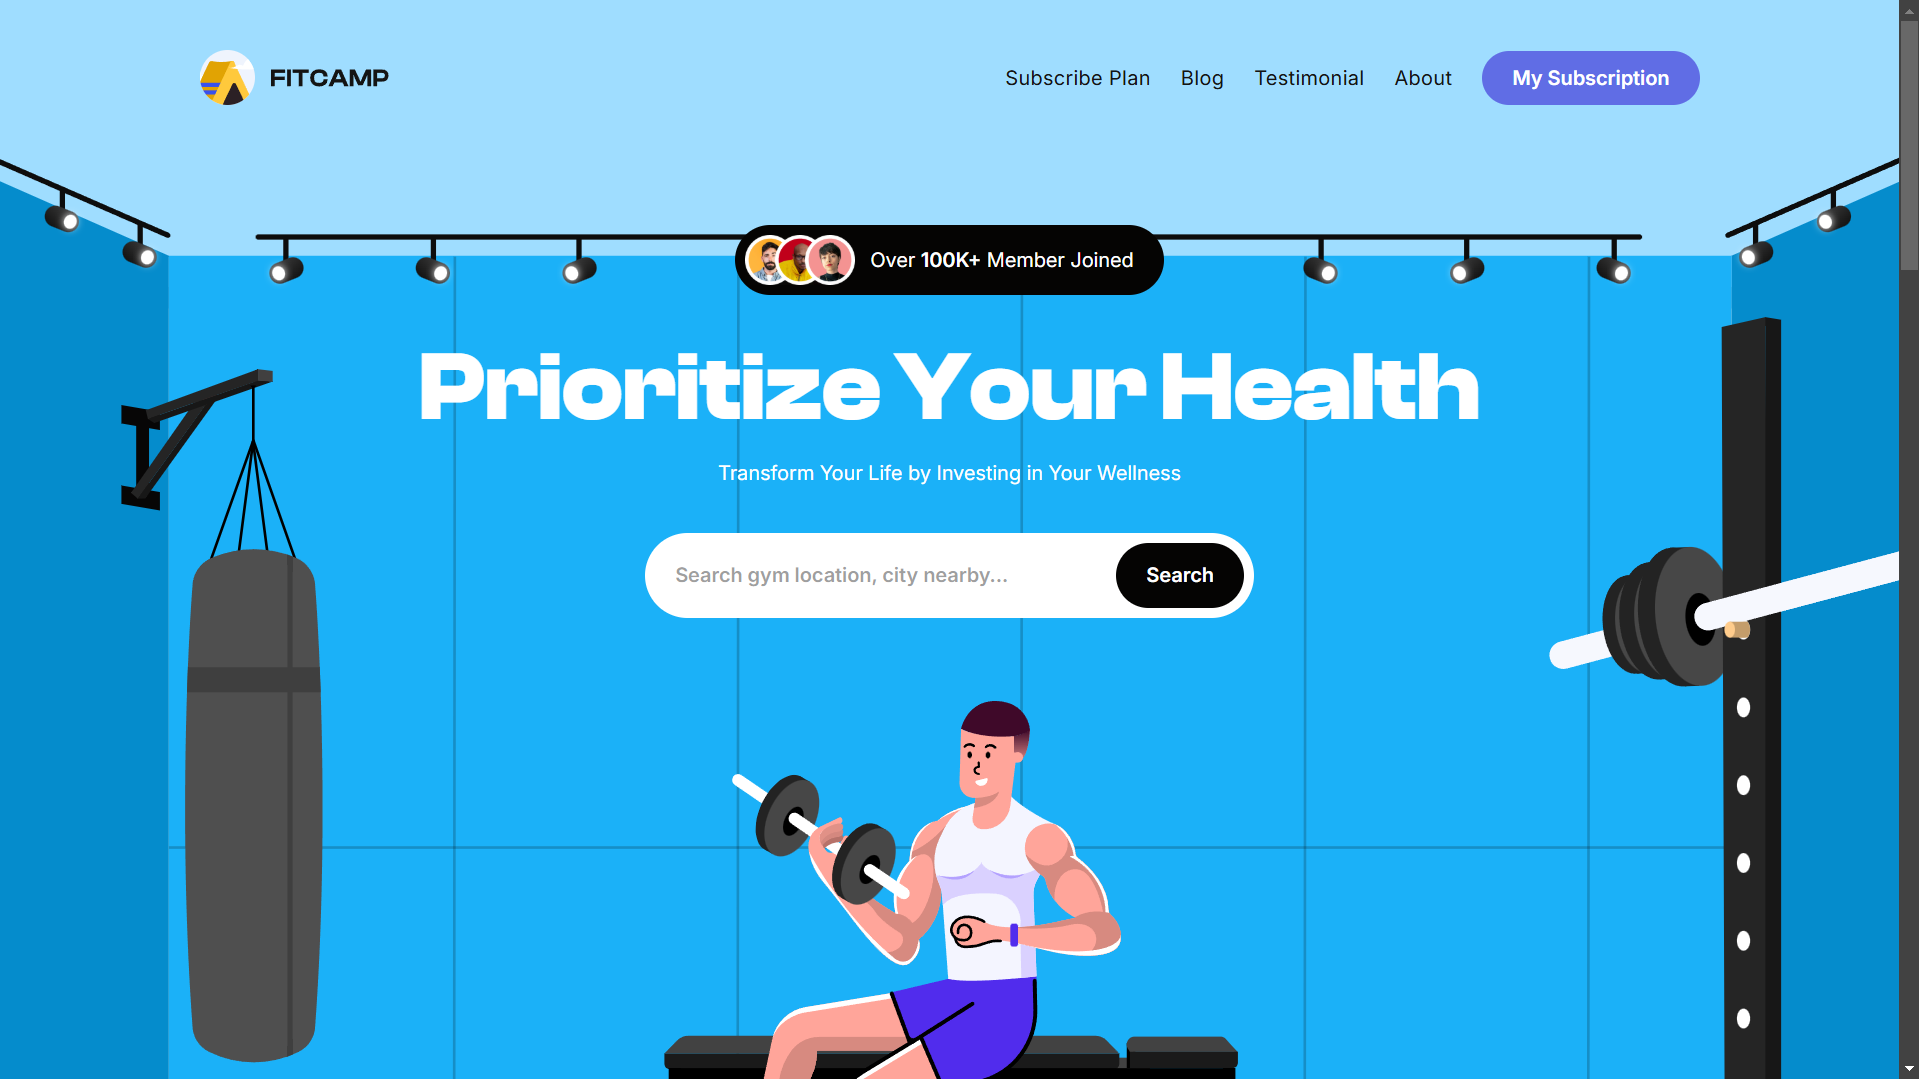 FITCAMP
Subscribe Plan
Blog
Testimonial
About
My Subscription
Over 100K+ Member Joined
Prioritize Your Health
Transform Your Life by Investing in Your Wellness
Search gym location, city nearby...
Search